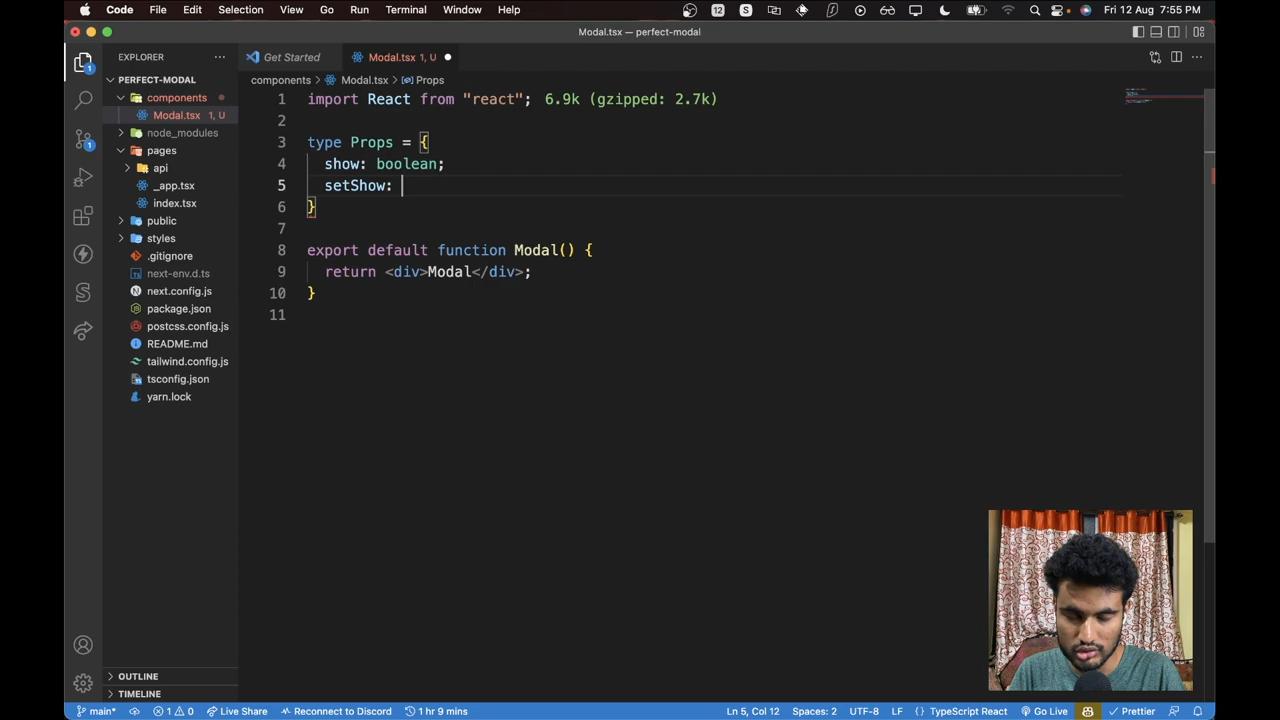 Code File Edit Selection View Go Run Terminal Window Help 12 S Fri 12 Aug 7:55 PM
Modal.tsx — perfect-modal
EXPLORER
Get Started
Modal.tsx 1, U
PERFECT-MODAL
components
Modal.tsx 1, U
node_modules
pages
api
_app.tsx
index.tsx
public
styles
.gitignore
next-env.d.ts
next.config.js
package.json
postcss.config.js
README.md
tailwind.config.js
tsconfig.json
yarn.lock
OUTLINE
TIMELINE
1
1
components > Modal.tsx > Props
1 import React from "react"; 6.9k (gzipped: 2.7k)
2
3 type Props = {
4 show: boolean;
5 setShow:
6 }
7
8 export default function Modal() {
9 return <div>Modal</div>;
10 }
11
main* 1 0 Live Share Reconnect to Discord 1 hr 9 mins Ln 5, Col 12 Spaces: 2 UTF-8 LF {} TypeScript React Go Live Prettier